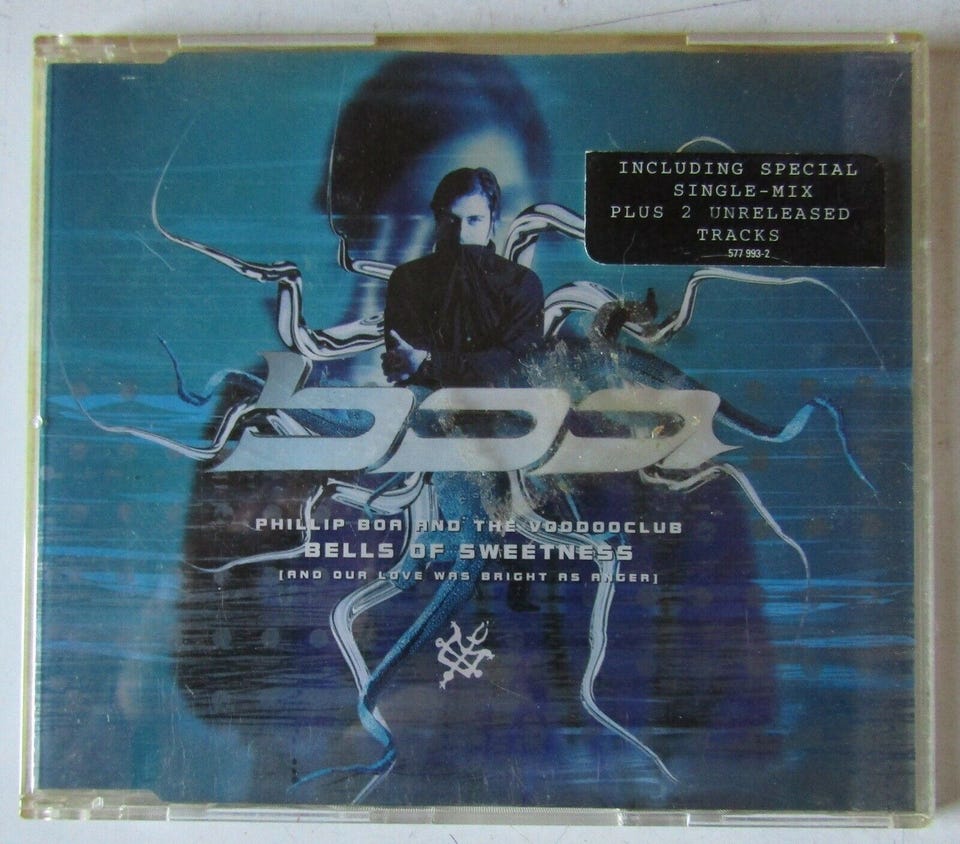 INCLUDING SPECIAL
SINGLE-MIX
PLUS 2 UNRELEASED
TRACKS
577 993-2
boa
PHILLIP BOA AND THE VOODOOCLUB
BELLS OF SWEETNESS
[AND OUR LOVE WAS BRIGHT AS ANGER]